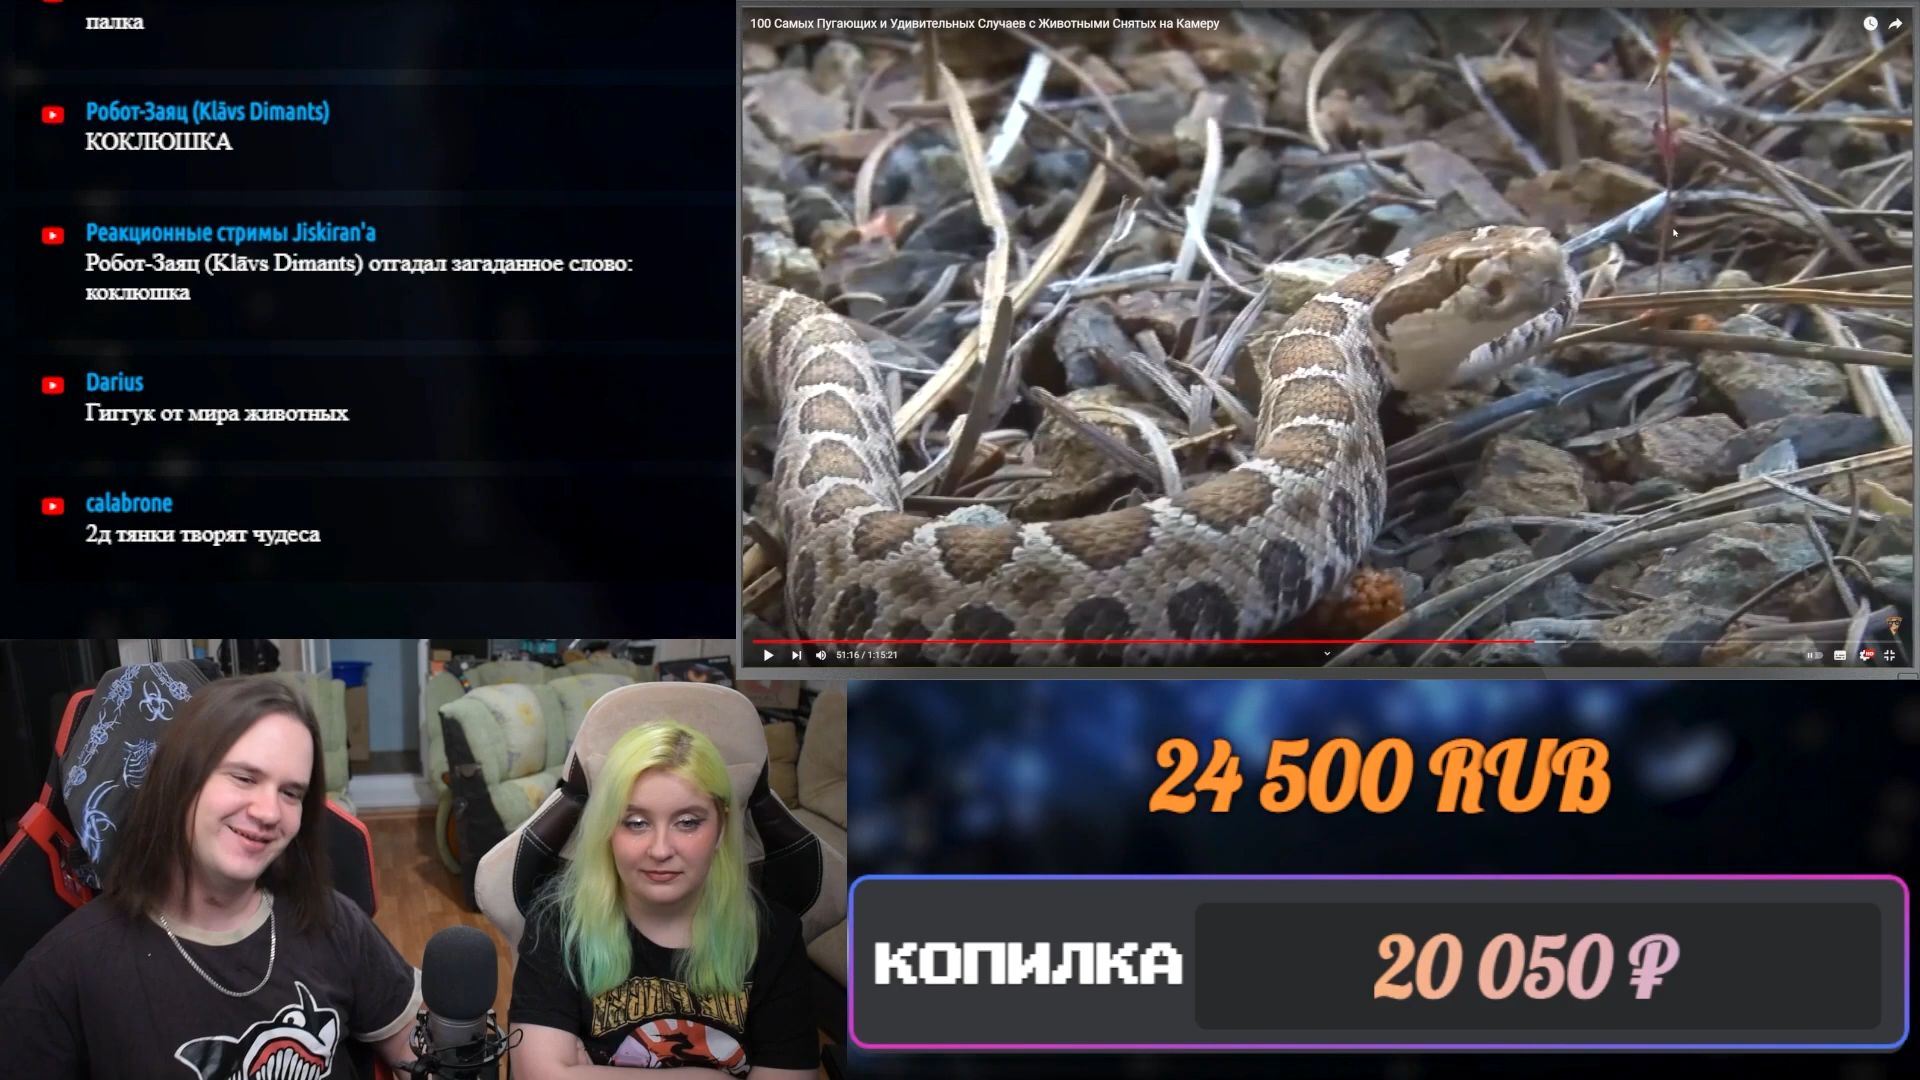 палка
Робот-Заяц (Klāvs Dimants)
КОКЛЮШКА
Реакционные стримы Jiskiran'a
Робот-Заяц (Klāvs Dimants) отгадал загаданное слово:
коклюшка
Darius
Гиггук от мира животных
calabrone
2д тянки творят чудеса
100 Самых Пугающих и Удивительных Случаев с Животными Снятых на Камеру
51:16 / 1:15:21
24 500 RUB
КОПИЛКА
20 050 ₽